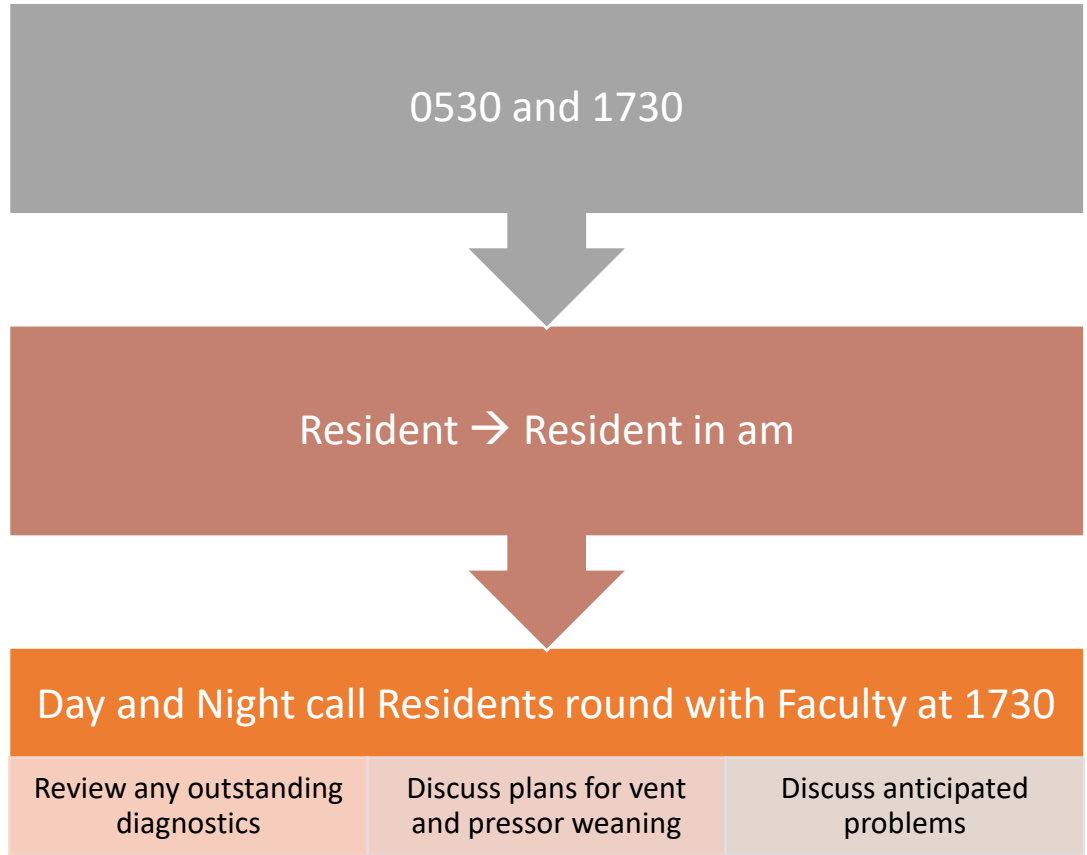 0530 and 1730
Resident → Resident in am
Day and Night call Residents round with Faculty at 1730
Review any outstanding
diagnostics
Discuss plans for vent
and pressor weaning
Discuss anticipated
problems